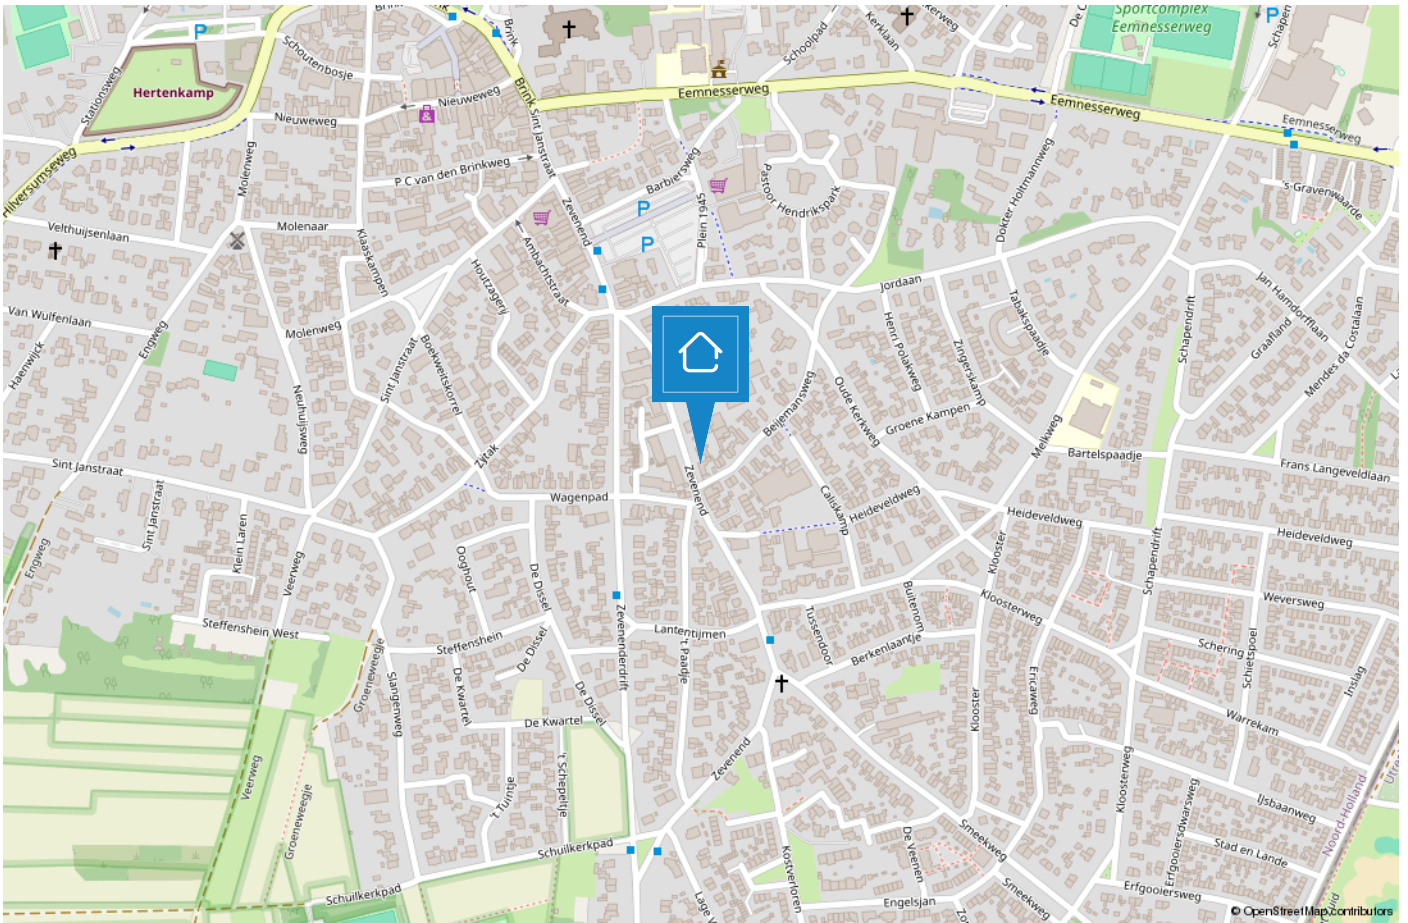 Sportcomplex
Eemnesserweg
P
P
Brink
Brink
Schoolpad
Kerklaan
Schapen
Schoutenbosje
Stationsweg
Hertenkamp
Nieuweweg
Nieuweweg
Brink
Eemnesserweg
Eemnesserweg
Eemnesserweg
Sint Janstraat
Hilversumseweg
Molenweg
P C van den Brinkweg
Barbiersweg
Pastoor Hendrikspark
Dokter Holtmannweg
's-Gravenwaarde
Velthuijsenlaan
Molenaar
Klaaskampen
Zevenend
P
P
Plein 1945
Ambachtstraat
Houtzagerij
Jordaan
Jan Hamdorfflaan
Van Wulfenlaan
Engweg
Haenwijck
Molenweg
Sint Janstraat
Boekweitskorrel
Henri Polakweg
Zingerskamp
Tabakspaadje
Schapendrift
Graafland
Mendes da Costalaan
Neuhuijsweg
Beijemansweg
Oude Kerkweg
Groene Kampen
Melkweg
Bartelspaadje
Frans Langeveldlaan
Sint Janstraat
Zijtak
Wagenpad
Zevenend
Caliskamp
Heideveldweg
Heideveldweg
Heideveldweg
Sint Janstraat
Klein Laren
Engweg
Veerweg
Ooghout
De Dissel
Klooster
Schapendrift
Steffenshein West
Steffenshein
De Dissel
Zevenenderdrift
Lantentijmen
't Paadje
Tussendoor
Buitenom
Berkenlaantje
Kloosterweg
Weversweg
Schering
Schietspoel
Inslag
Groeneweegje
Slangenweg
De Kwartel
De Kwartel
De Dissel
Klooster
Ericaweg
Warrekam
Veerweg
Groeneweegje
't Tuintje
't Schepeltje
Zevenend
Kloosterweg
Erfgooiersdwarsweg
IJsbaanweg
Noord-Holland
Schuilkerkpad
Schuilkerkpad
Kostverloren
De Veenen
Smeekweg
Smeekweg
Stad en Lande
Erfgooiersweg
Engelsjan
© OpenStreetMap contributors